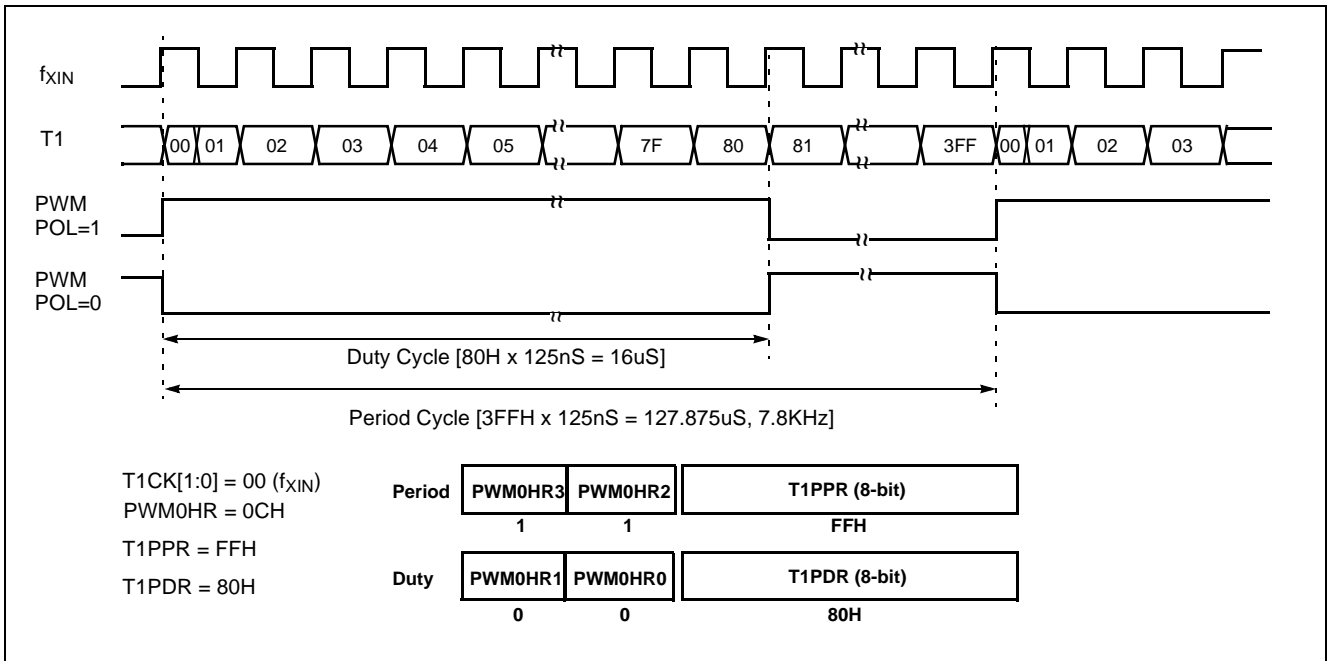 fXIN
T1
00 01 02 03 04 05 7F 80 81 3FF 00 01 02 03
PWM
POL=1
PWM
POL=0
Duty Cycle [80H x 125nS = 16uS]
Period Cycle [3FFH x 125nS = 127.875uS, 7.8KHz]
T1CK[1:0] = 00 (fXIN)
PWM0HR = 0CH
T1PPR = FFH
T1PDR = 80H
Period PWM0HR3 PWM0HR2 T1PPR (8-bit)
1 1 FFH
Duty PWM0HR1 PWM0HR0 T1PDR (8-bit)
0 0 80H